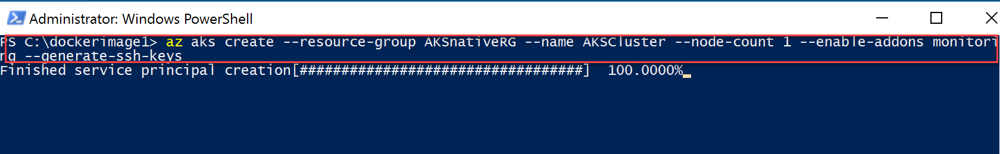 Administrator: Windows PowerShell
PS C:\dockerimage1> az aks create --resource-group AKSnativeRG --name AKSCluster --node-count 1 --enable-addons monitori
ng --generate-ssh-keys
Finished service principal creation[##################################]  100.0000%